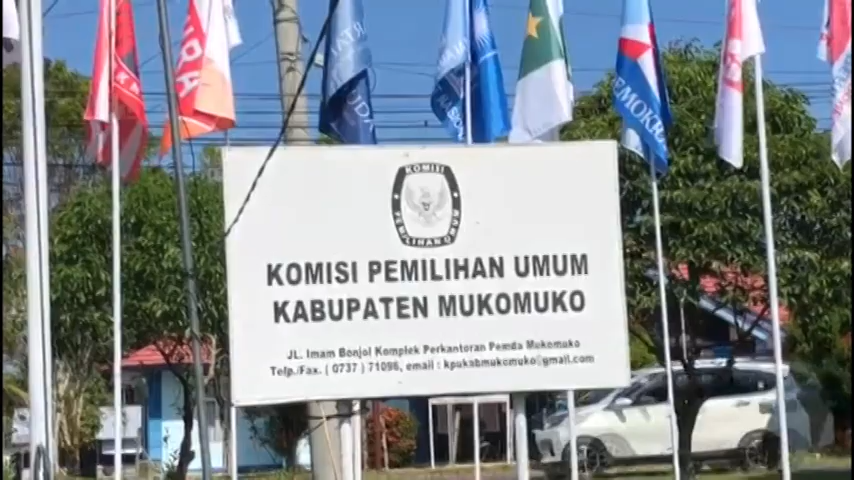 KOMISI
PEMILIHAN UMUM
KOMISI PEMILIHAN UMUM
KABUPATEN MUKOMUKO
JL. Imam Bonjol Komplek Perkantoran Pemda Mukomuko
Telp./Fax. ( 0737 ) 71096, email : kpukabmukomuko@gmail.com
DEMOKRA